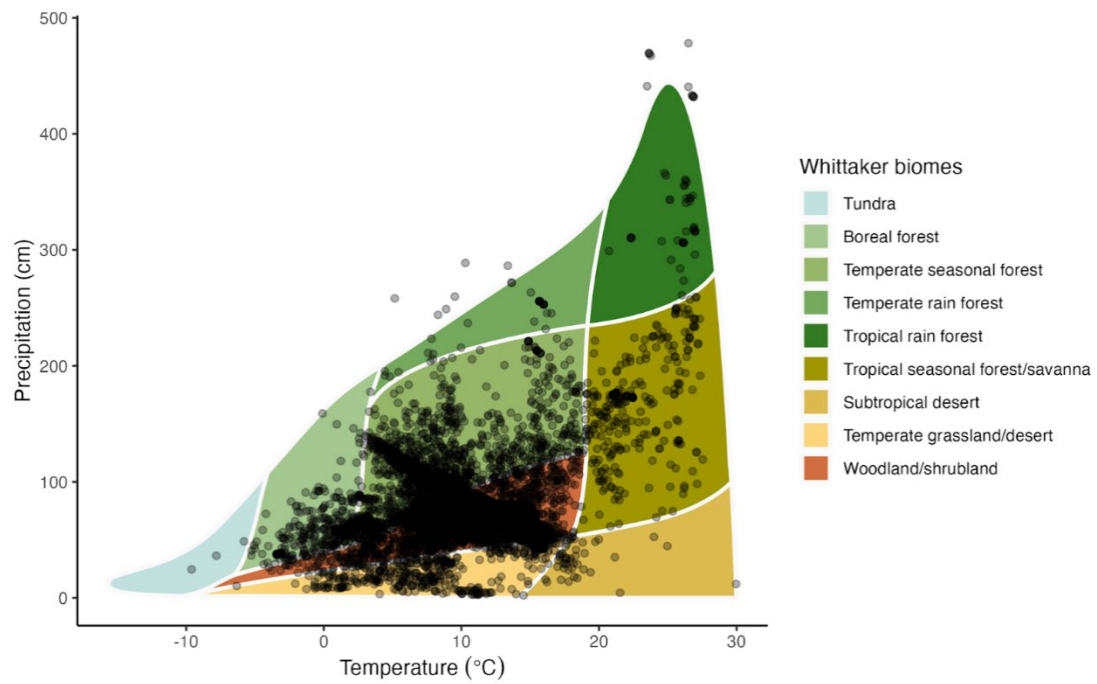 500
400
300
200
100
0
Precipitation (cm)
-10
0
10
20
30
Temperature (°C)
Whittaker biomes
Tundra
Boreal forest
Temperate seasonal forest
Temperate rain forest
Tropical rain forest
Tropical seasonal forest/savanna
Subtropical desert
Temperate grassland/desert
Woodland/shrubland